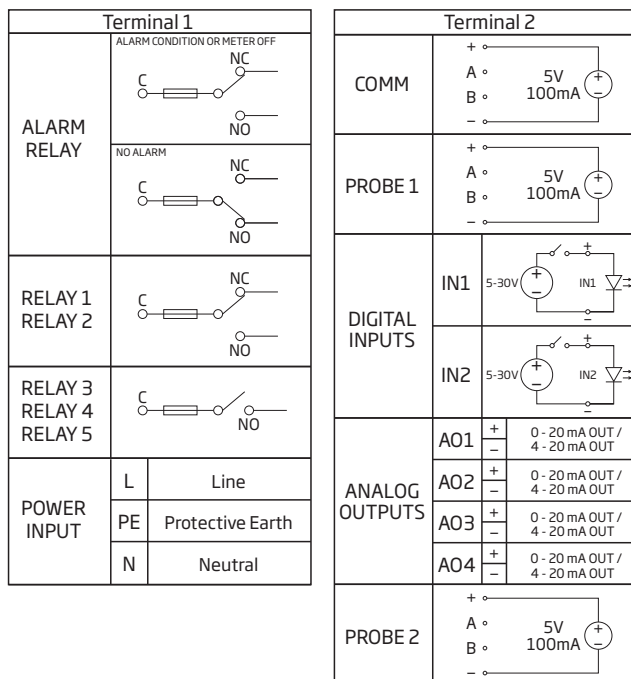 Terminal 1
ALARM RELAY
ALARM CONDITION OR METER OFF
C
NC
NO
NO ALARM
C
NC
NO
RELAY 1
RELAY 2
C
NC
NO
RELAY 3
RELAY 4
RELAY 5
C
NO
POWER
INPUT
L Line
PE Protective Earth
N Neutral
Terminal 2
COMM
+
A
B
–
5V
100mA
+
–
PROBE 1
+
A
B
–
5V
100mA
+
–
DIGITAL
INPUTS
IN1
5-30V
+
–
+
IN1
–
IN2
5-30V
+
–
+
IN2
–
ANALOG
OUTPUTS
AO1
+
–
0 - 20 mA OUT /
4 - 20 mA OUT
AO2
+
–
0 - 20 mA OUT /
4 - 20 mA OUT
AO3
+
–
0 - 20 mA OUT /
4 - 20 mA OUT
AO4
+
–
0 - 20 mA OUT /
4 - 20 mA OUT
PROBE 2
+
A
B
–
5V
100mA
+
–